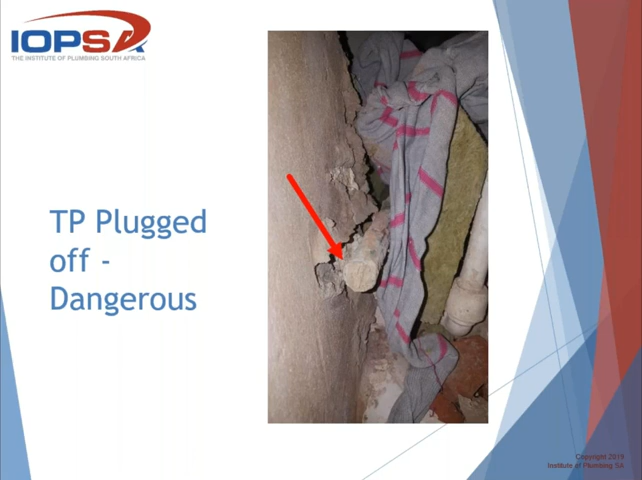 IOPSA
THE INSTITUTE OF PLUMBING SOUTH AFRICA
TP Plugged
off -
Dangerous
Copyright 2019
Institute of Plumbing SA